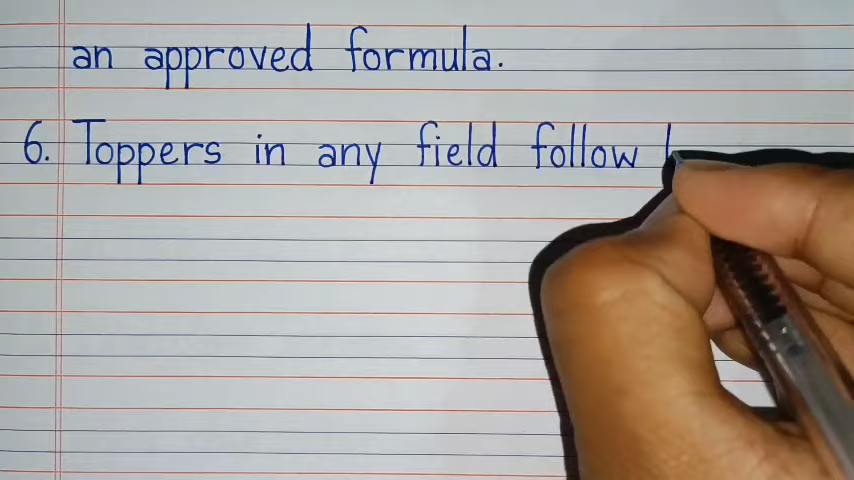 an approved formula.
6. Toppers in any field follow